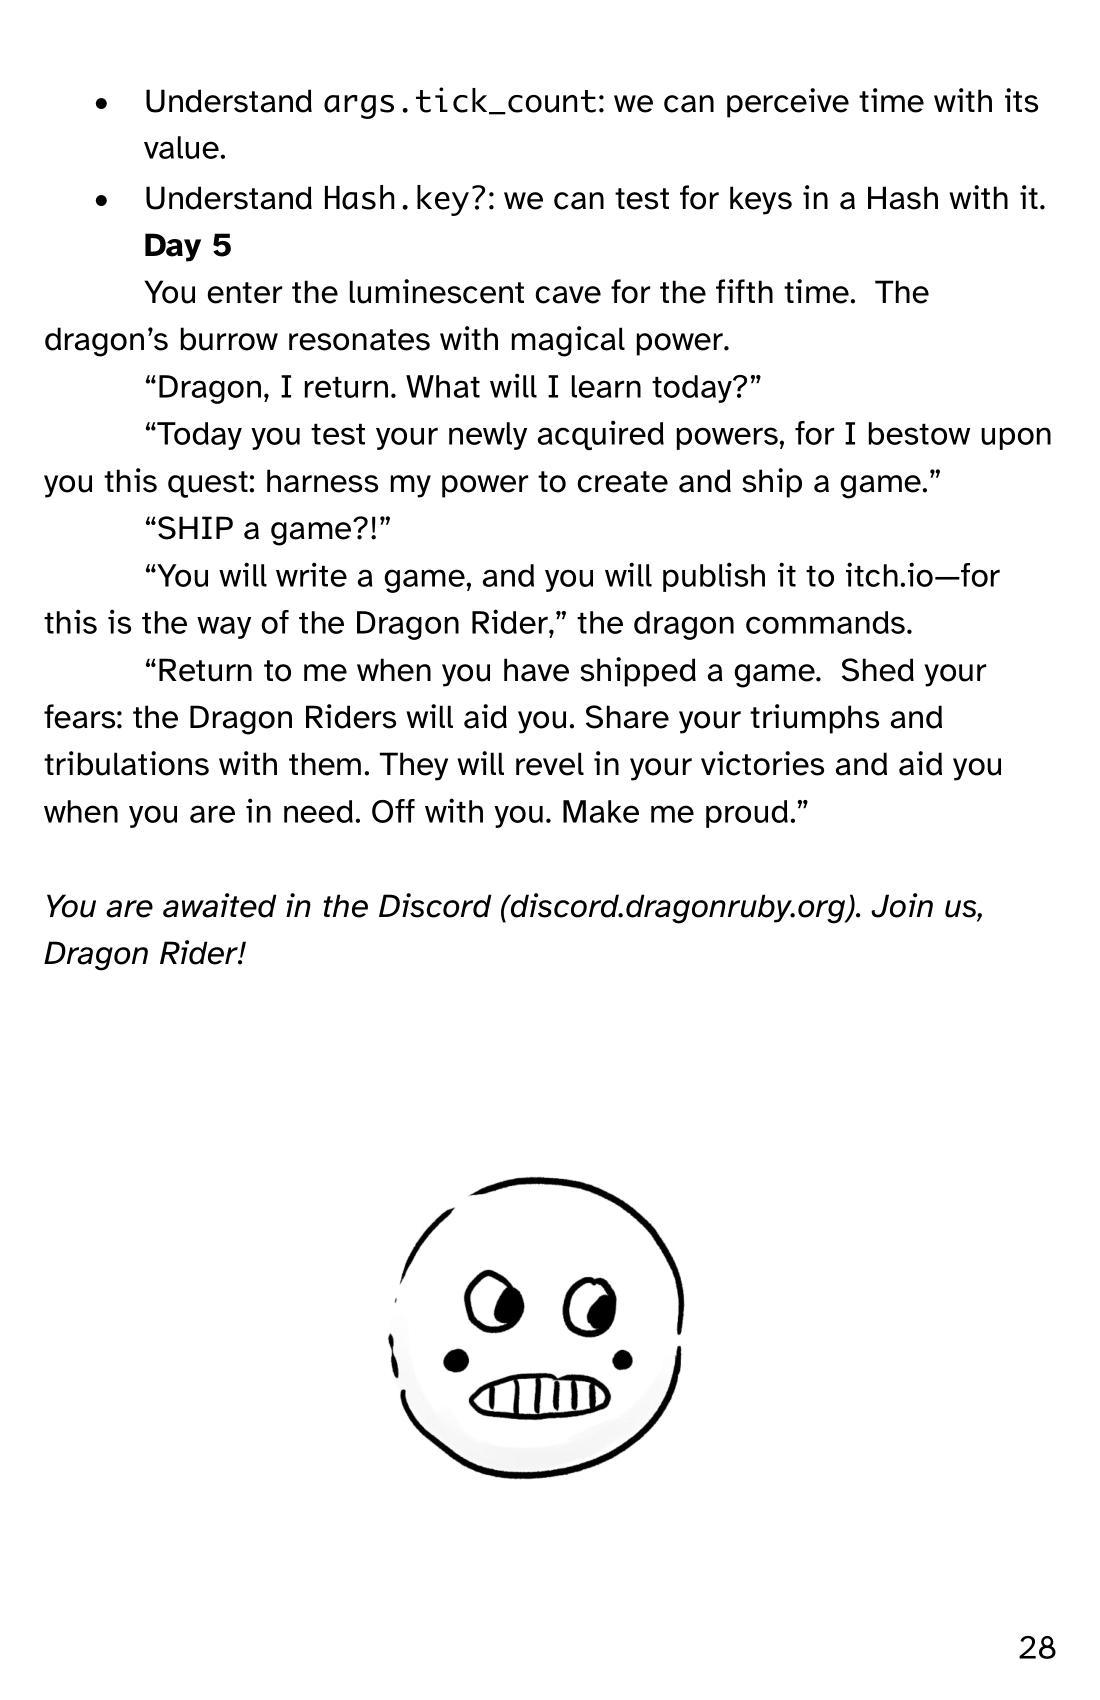 • Understand args.tick_count: we can perceive time with its
value.
• Understand Hash.key?: we can test for keys in a Hash with it.
Day 5
You enter the luminescent cave for the fifth time.  The
dragon’s burrow resonates with magical power.
“Dragon, I return. What will I learn today?”
“Today you test your newly acquired powers, for I bestow upon
you this quest: harness my power to create and ship a game.”
“SHIP a game?!”
“You will write a game, and you will publish it to itch.io—for
this is the way of the Dragon Rider,” the dragon commands.
“Return to me when you have shipped a game.  Shed your
fears: the Dragon Riders will aid you. Share your triumphs and
tribulations with them. They will revel in your victories and aid you
when you are in need. Off with you. Make me proud.”
You are awaited in the Discord (discord.dragonruby.org). Join us,
Dragon Rider!
28